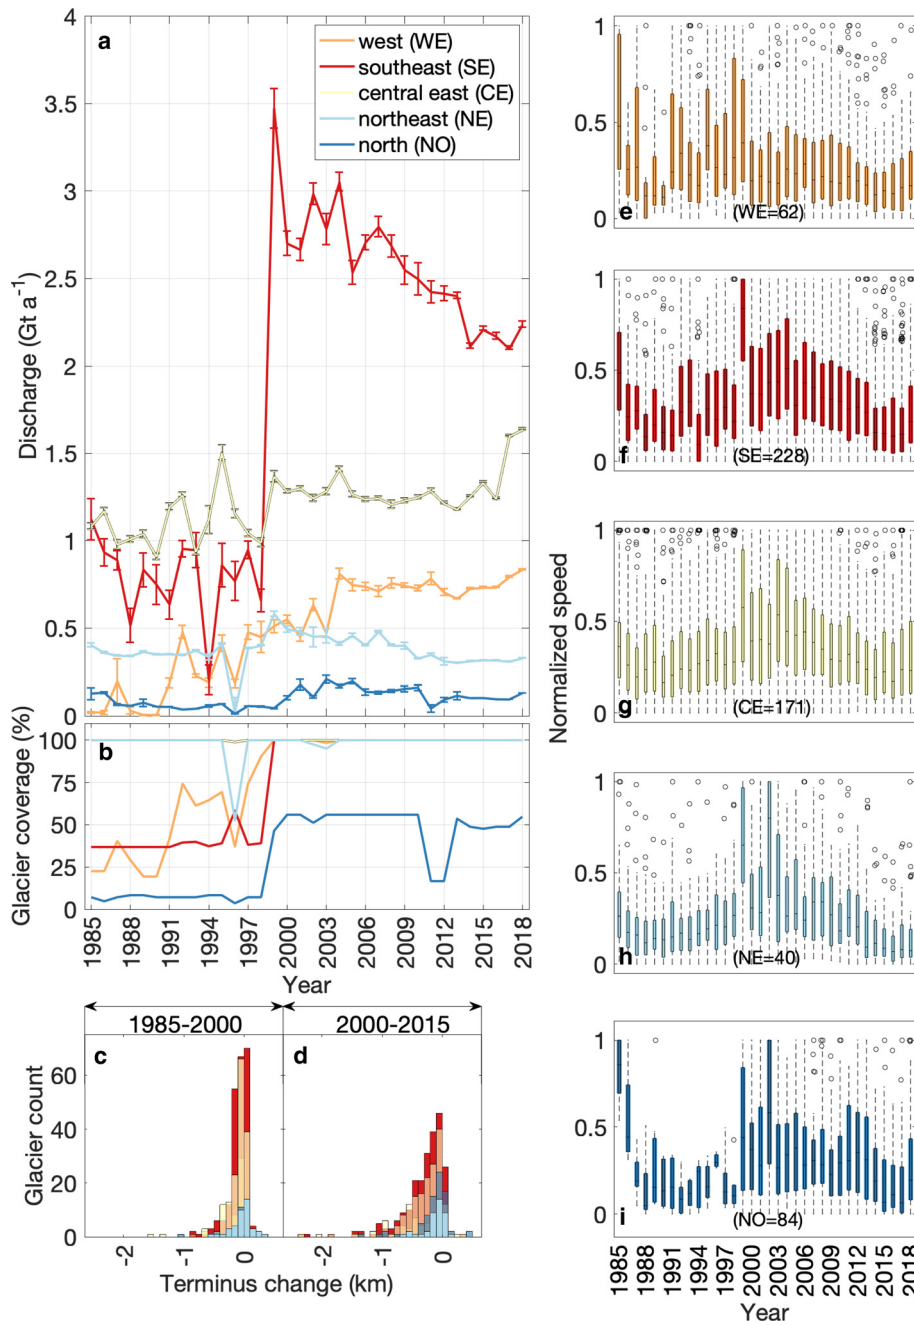 a
west (WE)
southeast (SE)
central east (CE)
northeast (NE)
north (NO)
4
3.5
3
2.5
2
1.5
1
0.5
0
Discharge (Gt a⁻¹)
b
100
75
50
25
0
Glacier coverage (%)
1985
1988
1991
1994
1997
2000
2003
2006
2009
2012
2015
2018
Year
1985-2000
2000-2015
c
d
60
40
20
0
Glacier count
-2
-1
0
-2
-1
0
Terminus change (km)
Normalized speed
1
0.5
0
e
(WE=62)
1
0.5
0
f
(SE=228)
1
0.5
0
g
(CE=171)
1
0.5
0
h
(NE=40)
1
0.5
0
i
(NO=84)
1985
1988
1991
1994
1997
2000
2003
2006
2009
2012
2015
2018
Year